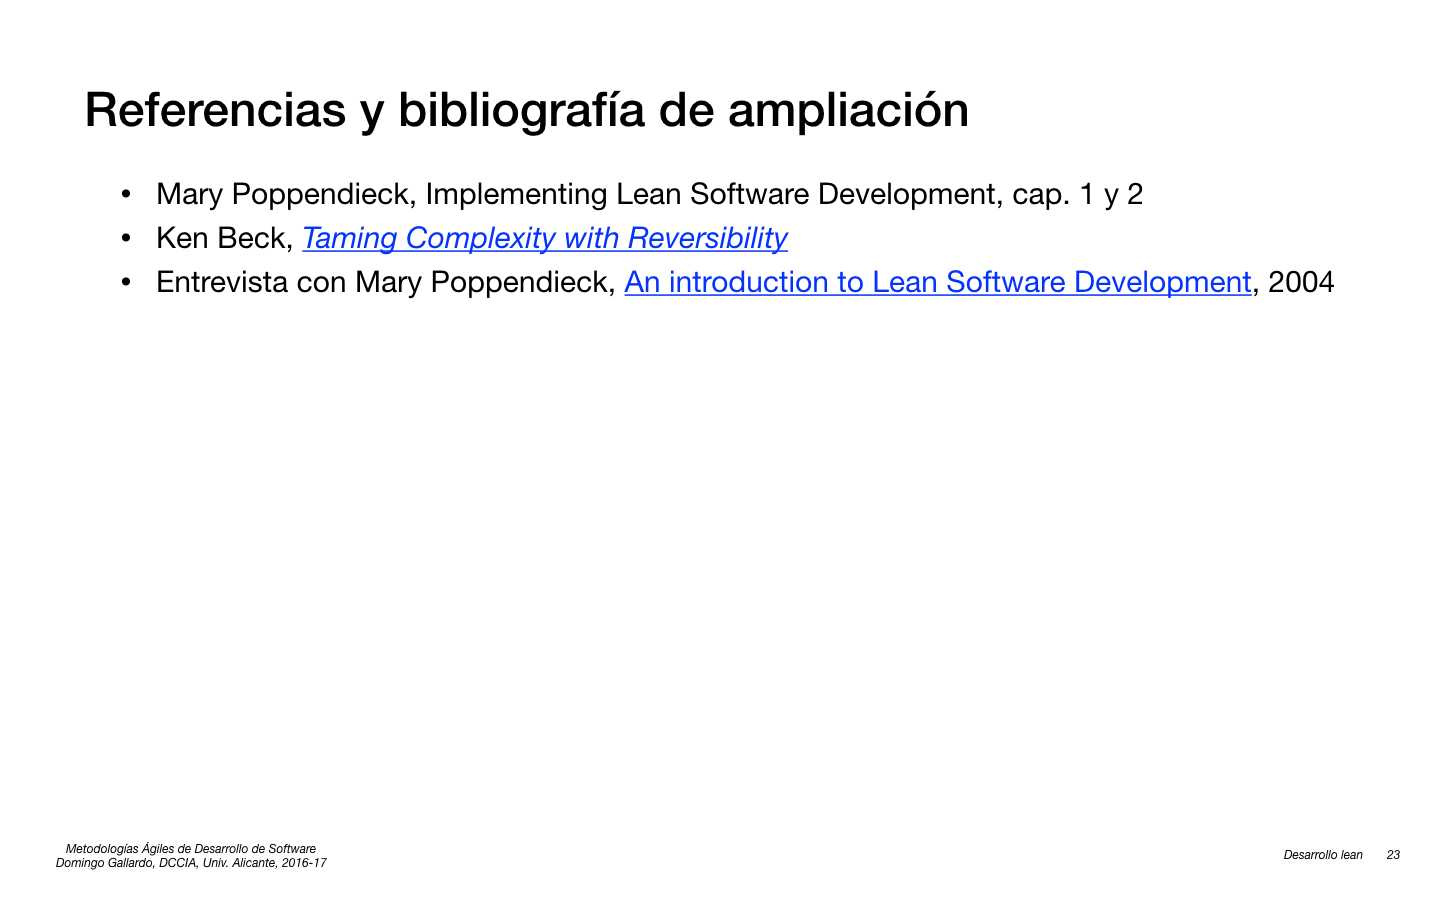 Referencias y bibliografía de ampliación
• Mary Poppendieck, Implementing Lean Software Development, cap. 1 y 2
• Ken Beck, Taming Complexity with Reversibility
• Entrevista con Mary Poppendieck, An introduction to Lean Software Development, 2004
Metodologías Ágiles de Desarrollo de Software
Domingo Gallardo, DCCIA, Univ. Alicante, 2016-17
Desarrollo lean 23